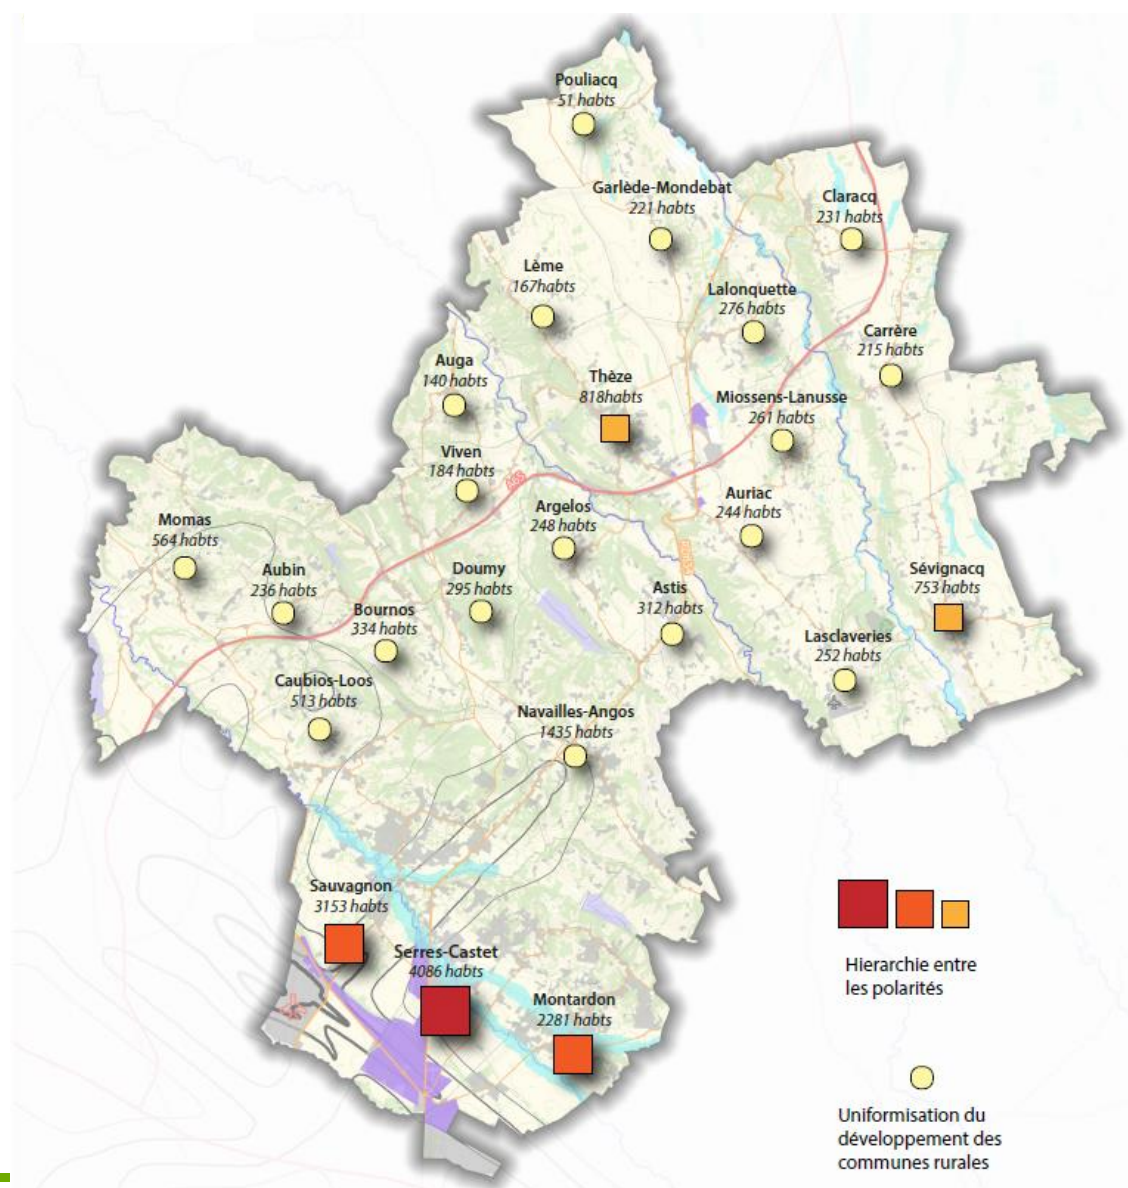 Pouliacq
51 habts
Garlède-Mondebat
221 habts
Claracq
231 habts
Lème
167habts
Lalonquette
276 habts
Carrère
215 habts
Auga
140 habts
Thèze
818habts
Miossens-Lanusse
261 habts
Viven
184 habts
A65
Auriac
244 habts
Argelos
248 habts
Momas
564 habts
Aubin
236 habts
Doumy
295 habts
Astis
312 habts
Sévignacq
753 habts
Bournos
334 habts
Lasclaveries
252 habts
Caubios-Loos
513 habts
Navailles-Angos
1435 habts
Sauvagnon
3153 habts
Serres-Castet
4086 habts
Montardon
2281 habts
Hierarchie entre
les polarités
Uniformisation du
développement des
communes rurales